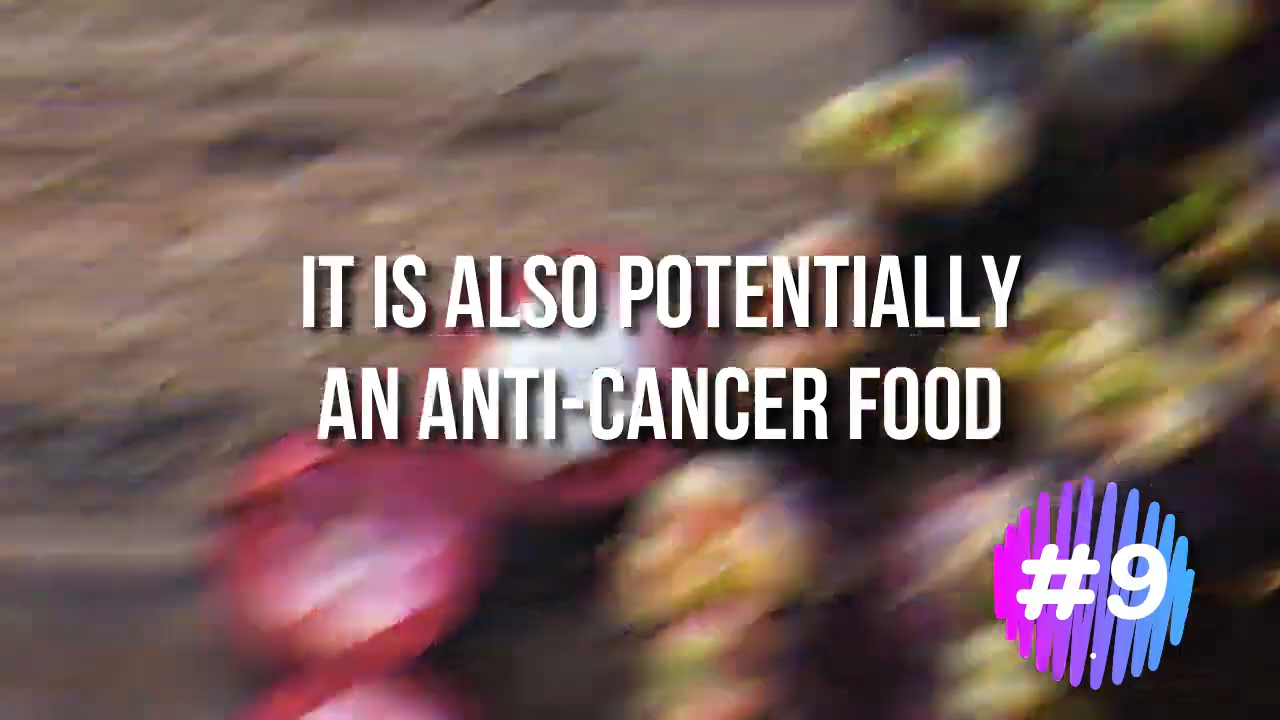 IT IS ALSO POTENTIALLY
AN ANTI-CANCER FOOD
#9